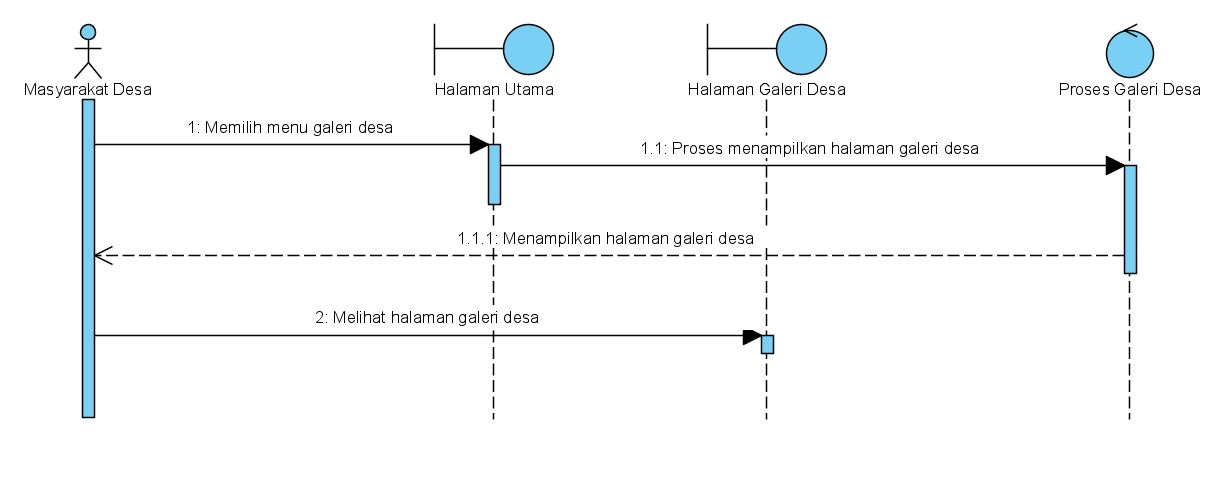 Masyarakat Desa
Halaman Utama
Halaman Galeri Desa
Proses Galeri Desa
1: Memilih menu galeri desa
1.1: Proses menampilkan halaman galeri desa
1.1.1: Menampilkan halaman galeri desa
2: Melihat halaman galeri desa